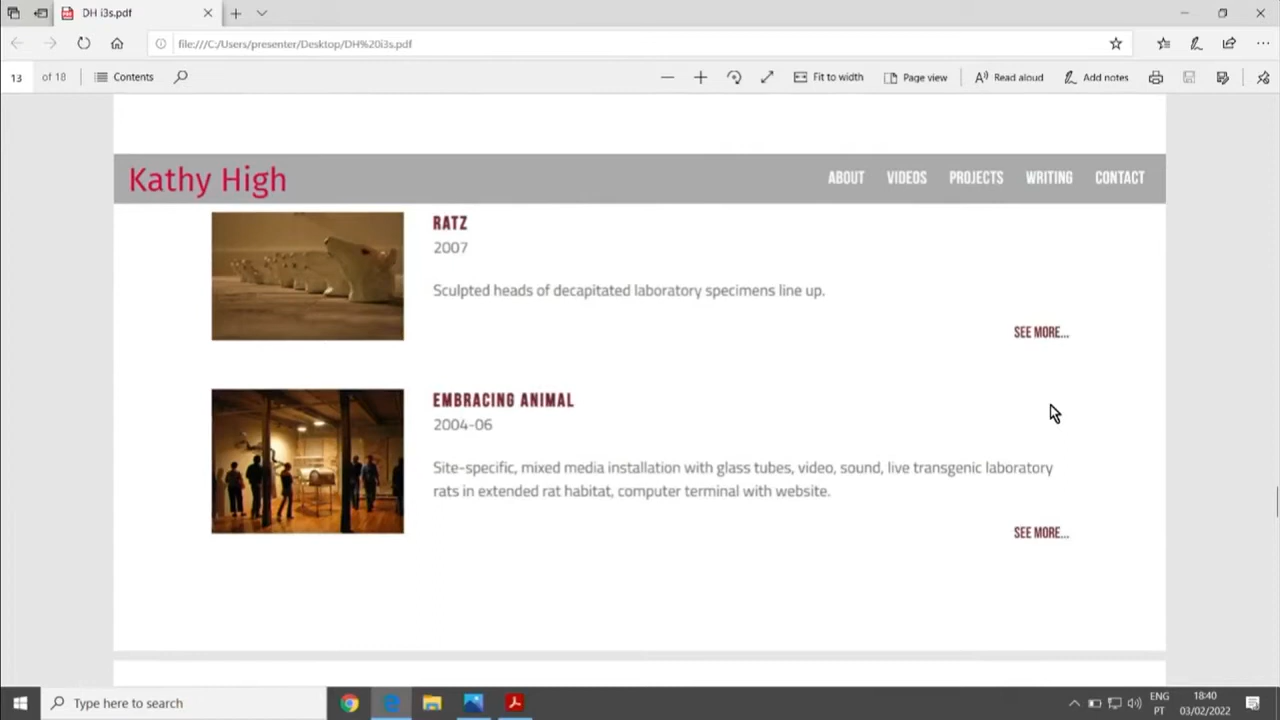 DH i3s.pdf
file:///C:/Users/presenter/Desktop/DH%20i3s.pdf
13 of 18 Contents Fit to width Page view Read aloud Add notes
Kathy High ABOUT VIDEOS PROJECTS WRITING CONTACT
RATZ
2007
Sculpted heads of decapitated laboratory specimens line up.
SEE MORE...
EMBRACING ANIMAL
2004-06
Site-specific, mixed media installation with glass tubes, video, sound, live transgenic laboratory
rats in extended rat habitat, computer terminal with website.
SEE MORE...
Type here to search ENG 18:40
PT 03/02/2022